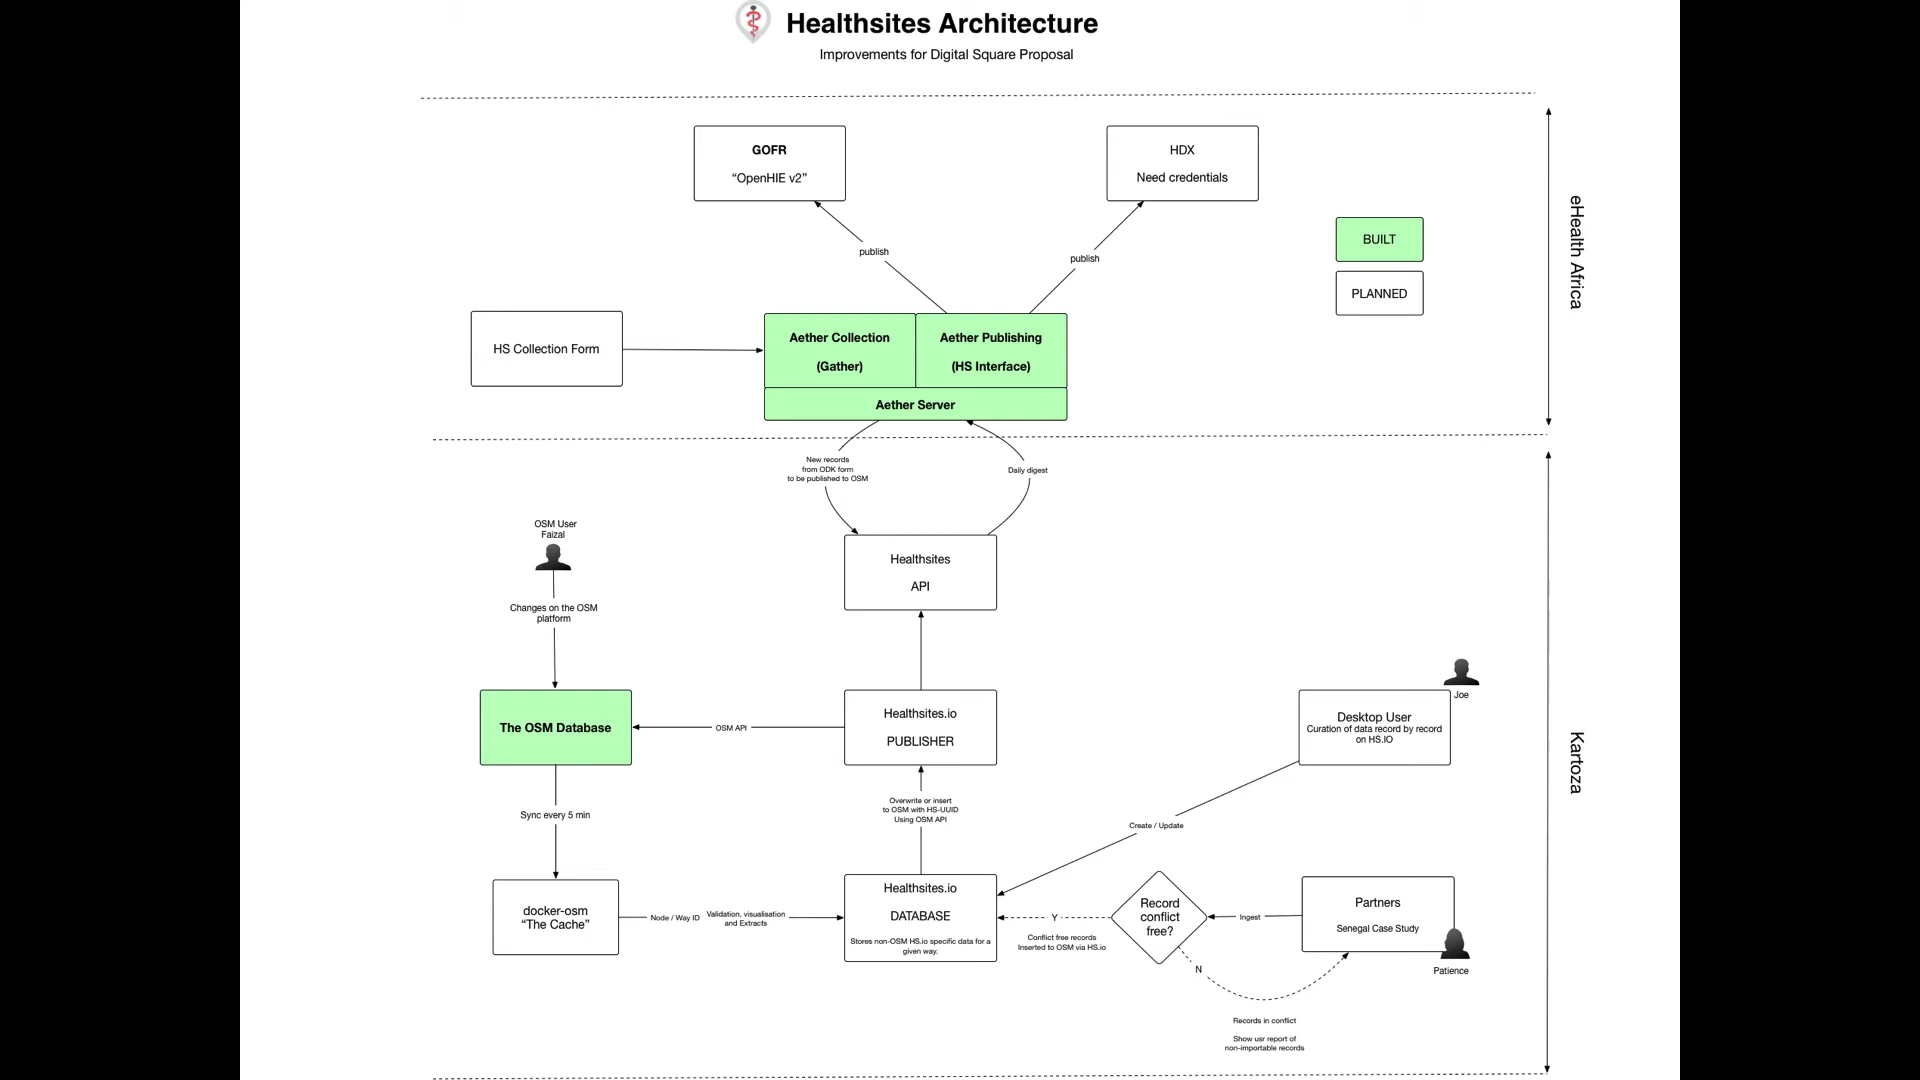 Healthsites Architecture
Improvements for Digital Square Proposal
GOFR
“OpenHIE v2”
HDX
Need credentials
publish
publish
BUILT
PLANNED
eHealth Africa
HS Collection Form
Aether Collection
(Gather)
Aether Publishing
(HS Interface)
Aether Server
New records
from ODK form
to be published to OSM
Daily digest
OSM User
Faizal
Changes on the OSM
platform
Healthsites
API
The OSM Database
OSM API
Healthsites.io
PUBLISHER
Joe
Desktop User
Curation of data record by record
on HS.IO
Kartoza
Sync every 5 min
Overwrite or insert
to OSM with HS-UUID
Using OSM API
Create / Update
docker-osm
“The Cache”
Node / Way ID
Validation, visualisation
and Extracts
Healthsites.io
DATABASE
Stores non-OSM HS.io specific data for a
given way.
Y
Conflict free records
Inserted to OSM via HS.io
Record
conflict
free?
Ingest
Partners
Senegal Case Study
Patience
N
Records in conflict
Show usr report of
non-importable records